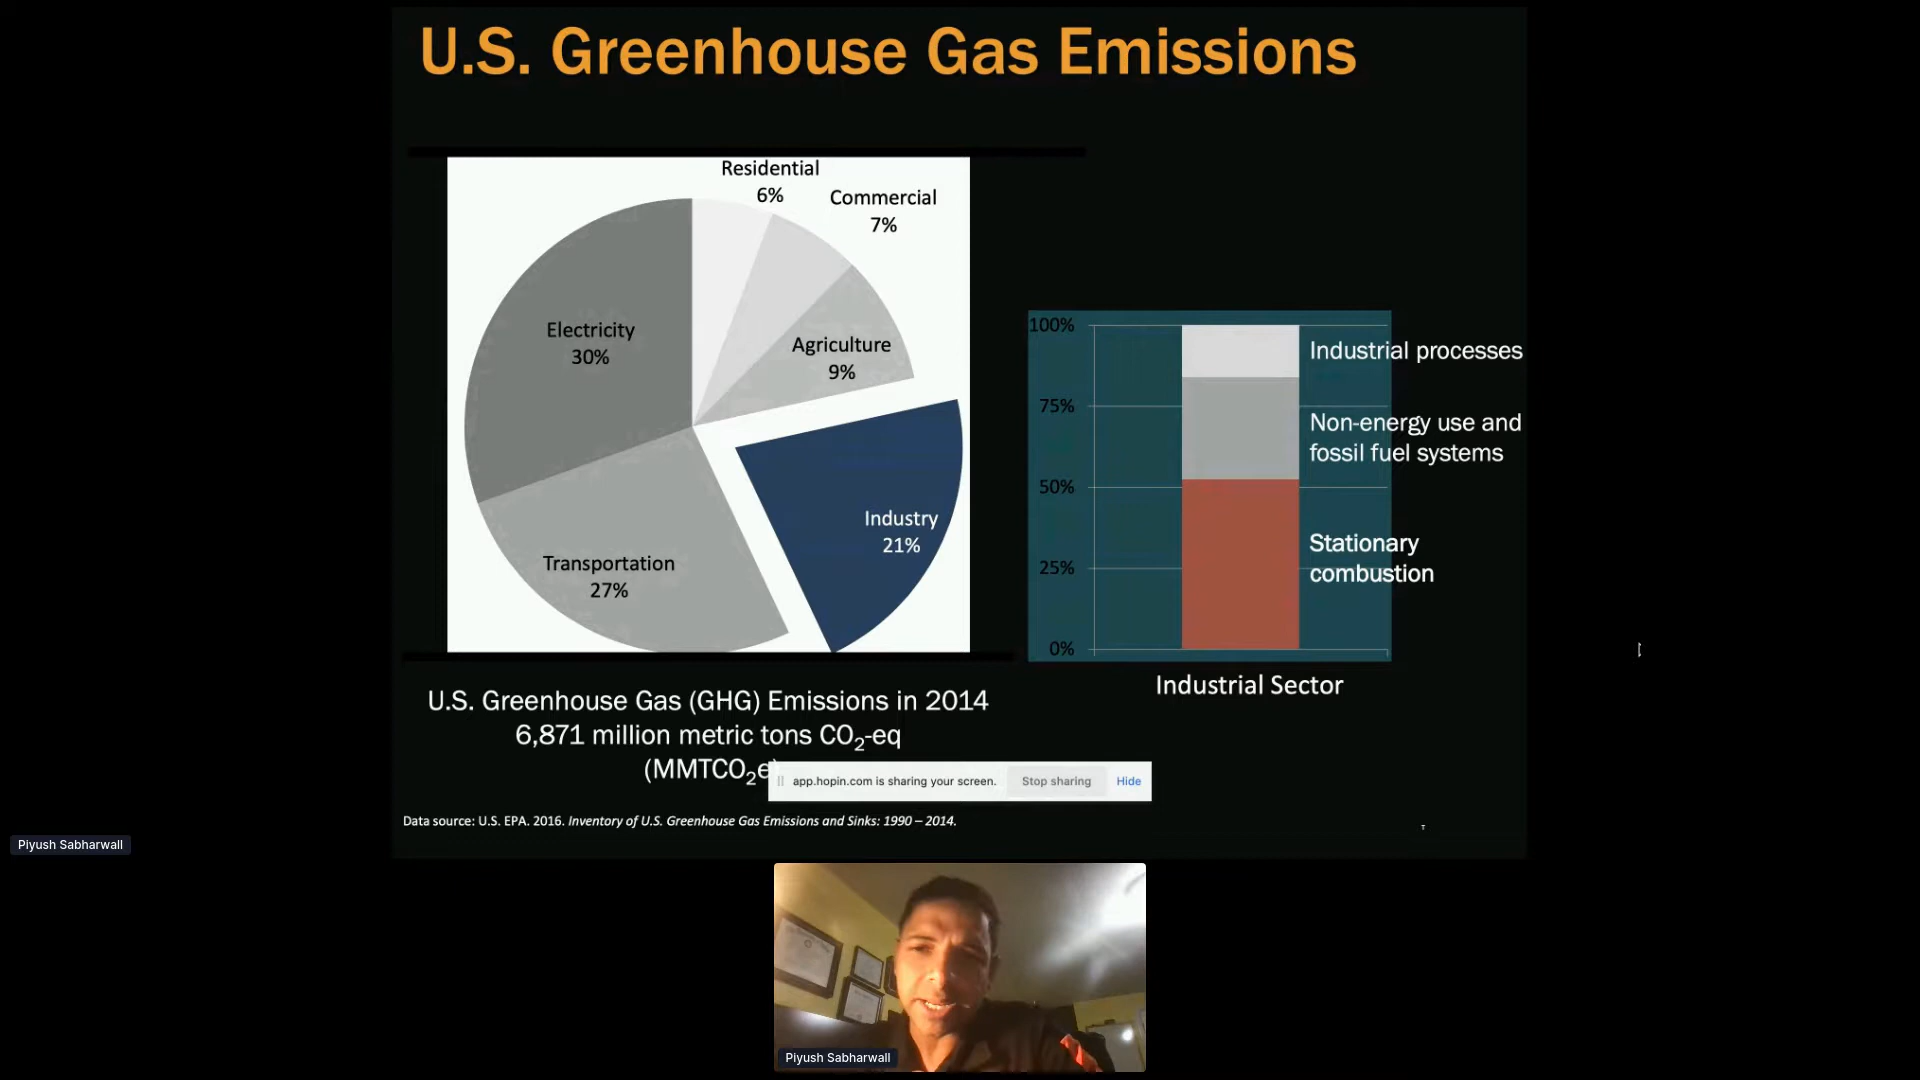 U.S. Greenhouse Gas Emissions
Residential
6%
Commercial
7%
Electricity
30%
Agriculture
9%
Industry
21%
Transportation
27%
100%
75%
50%
25%
0%
Industrial processes
Non-energy use and
fossil fuel systems
Stationary
combustion
Industrial Sector
U.S. Greenhouse Gas (GHG) Emissions in 2014
6,871 million metric tons CO₂-eq
(MMTCO₂e)
app.hopin.com is sharing your screen. Stop sharing Hide
Data source: U.S. EPA. 2016. Inventory of U.S. Greenhouse Gas Emissions and Sinks: 1990 – 2014.
Piyush Sabharwall
Piyush Sabharwall